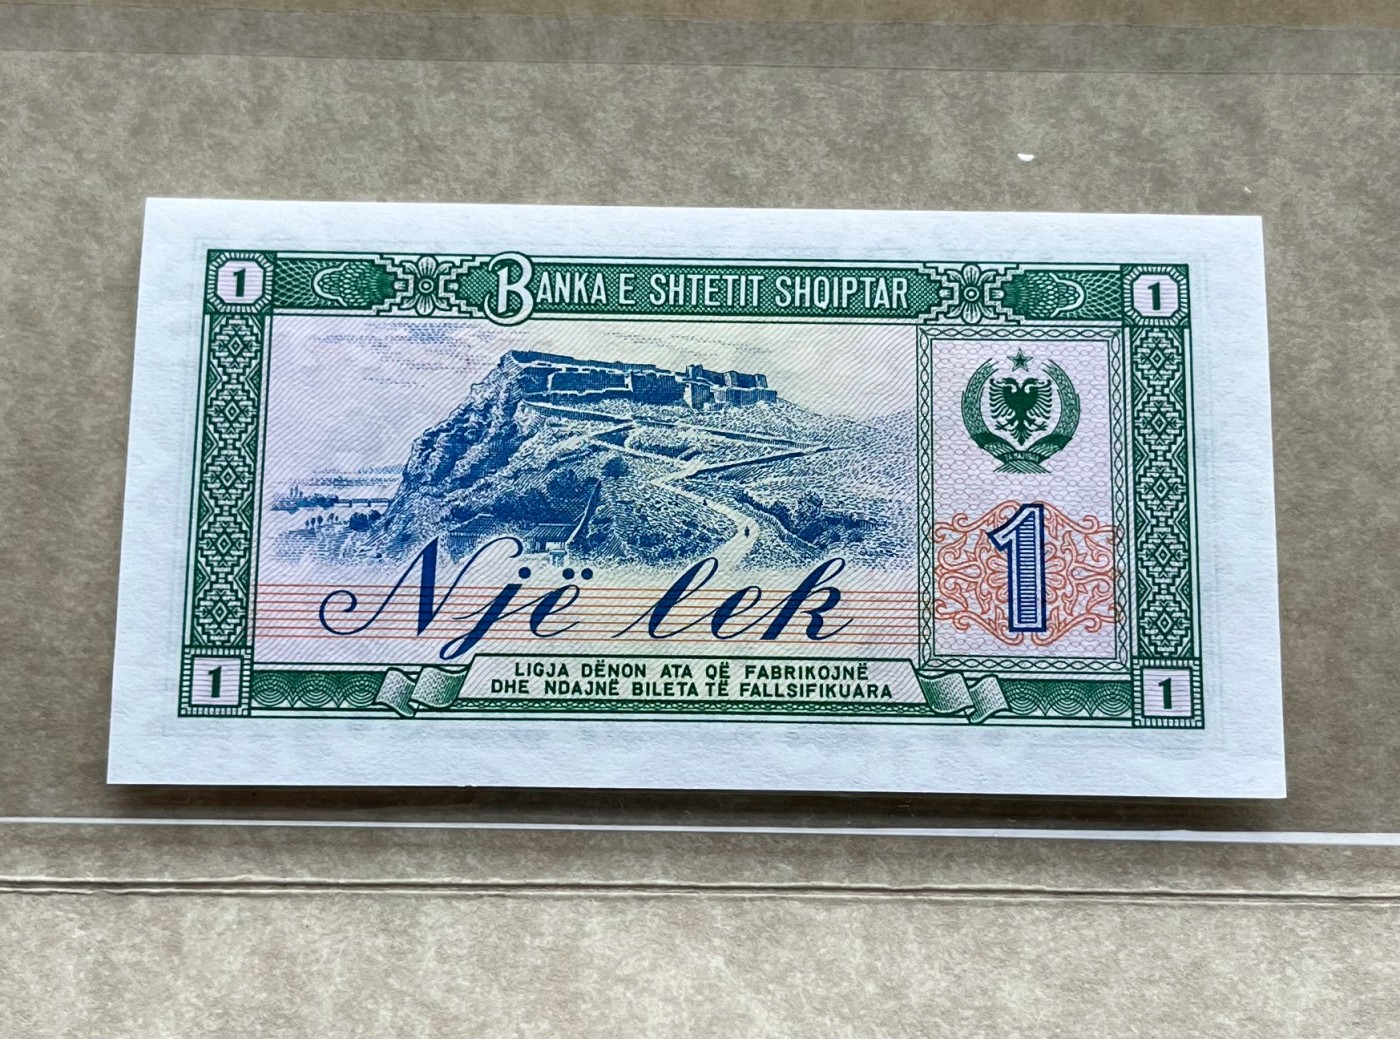 1 BANKA E SHTETIT SHQIPTAR 1
1
Një lek
LIGJA DËNON ATA QË FABRIKOJNË
DHE NDAJNË BILETA TË FALLSIFIKUARA
1 1